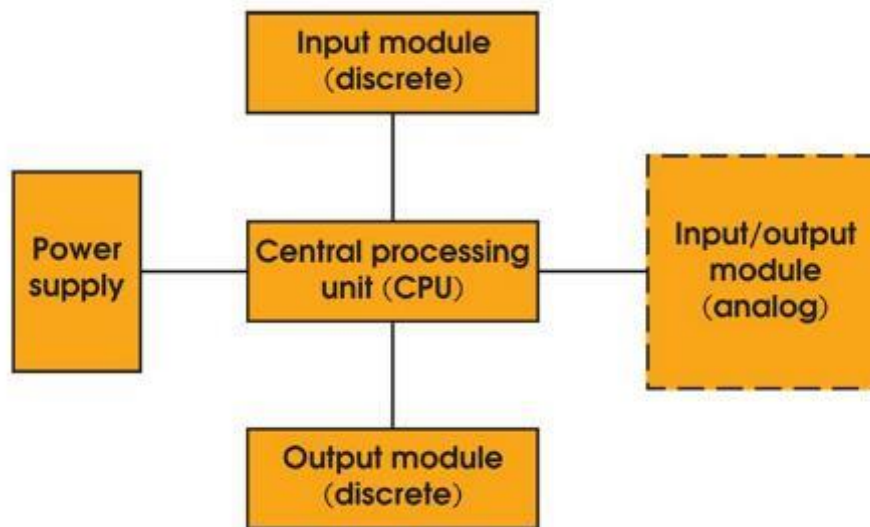 Input module
(discrete)
Power
supply
Central processing
unit (CPU)
Input/output
module
(analog)
Output module
(discrete)